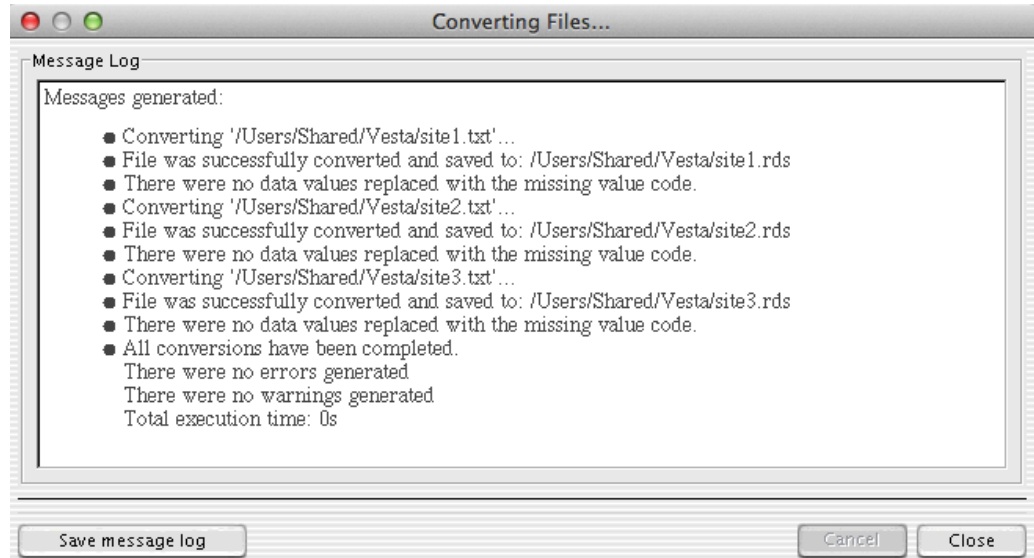 Converting Files...
Message Log
Messages generated:
● Converting '/Users/Shared/Vesta/site1.txt'...
● File was successfully converted and saved to: /Users/Shared/Vesta/site1.rds
● There were no data values replaced with the missing value code.
● Converting '/Users/Shared/Vesta/site2.txt'...
● File was successfully converted and saved to: /Users/Shared/Vesta/site2.rds
● There were no data values replaced with the missing value code.
● Converting '/Users/Shared/Vesta/site3.txt'...
● File was successfully converted and saved to: /Users/Shared/Vesta/site3.rds
● There were no data values replaced with the missing value code.
● All conversions have been completed.
There were no errors generated
There were no warnings generated
Total execution time: 0s
Save message log Cancel Close